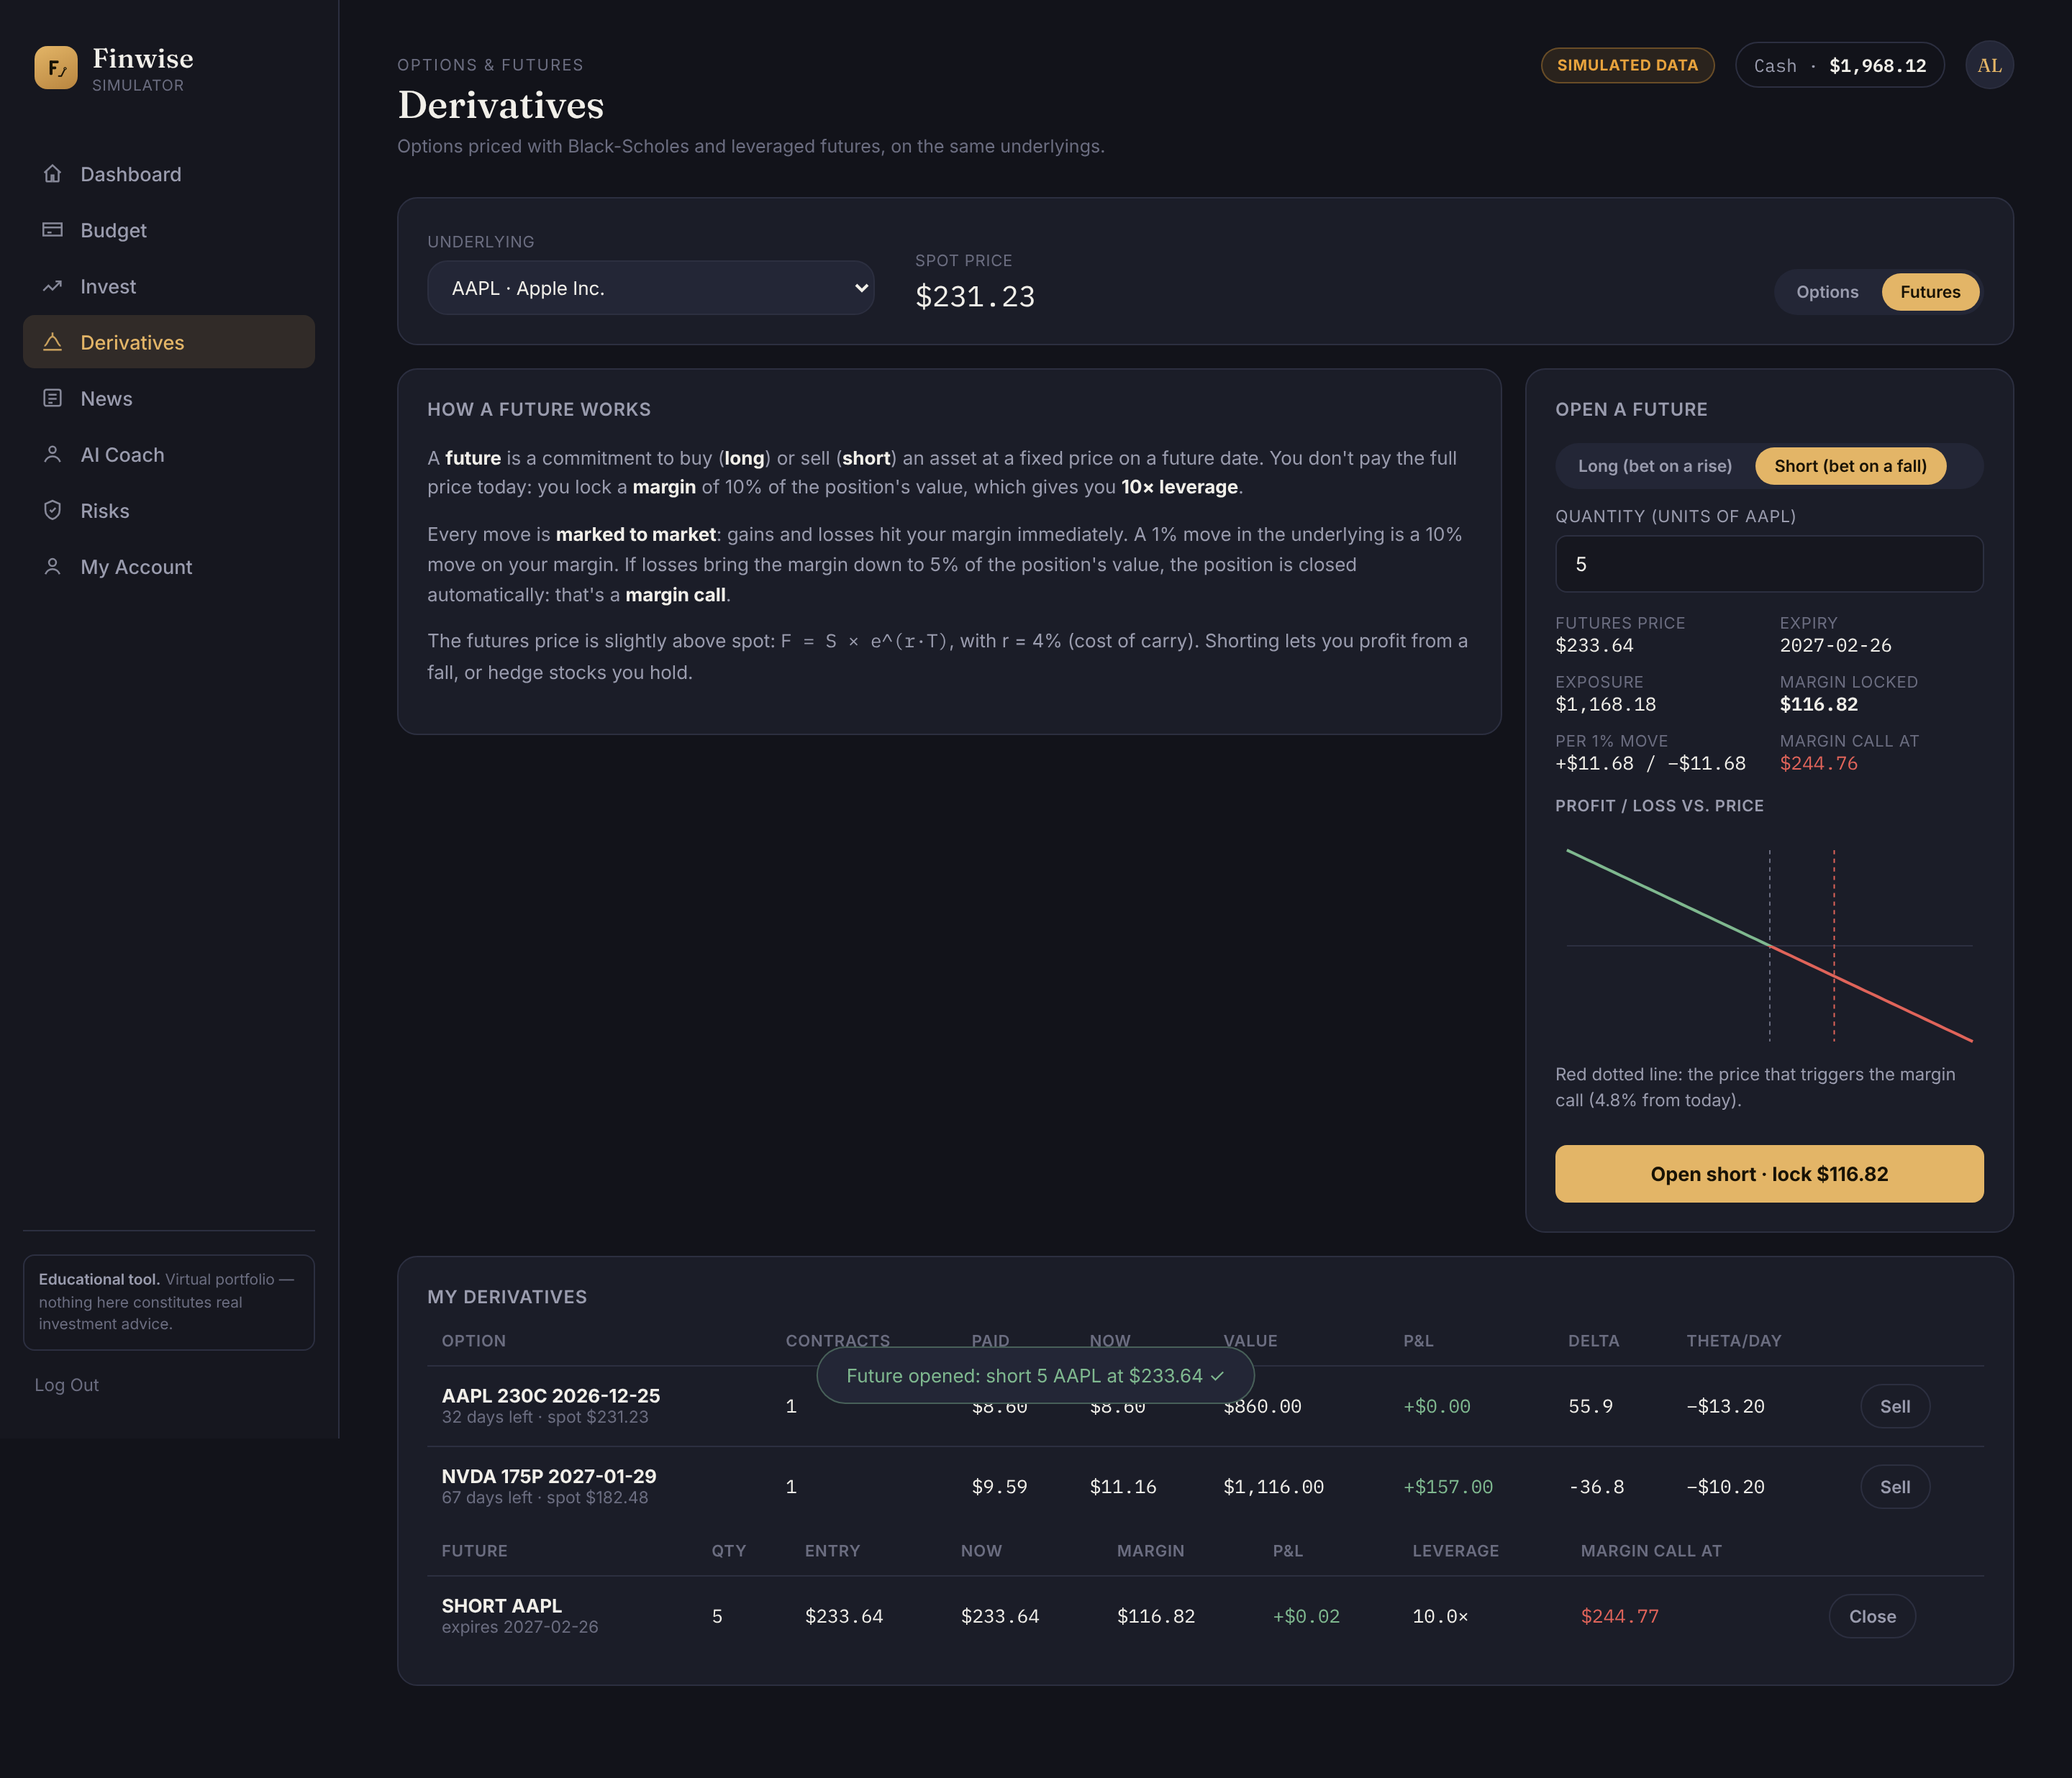 Finwise
SIMULATOR
Dashboard
Budget
Invest
Derivatives
News
AI Coach
Risks
My Account
Educational tool. Virtual portfolio —
nothing here constitutes real
investment advice.
Log Out
OPTIONS & FUTURES
Derivatives
Options priced with Black-Scholes and leveraged futures, on the same underlyings.
SIMULATED DATA
Cash · $1,968.12
AL
UNDERLYING
AAPL · Apple Inc.
SPOT PRICE
$231.23
Options Futures
HOW A FUTURE WORKS
A future is a commitment to buy (long) or sell (short) an asset at a fixed price on a future date. You don't pay the full
price today: you lock a margin of 10% of the position's value, which gives you 10× leverage.
Every move is marked to market: gains and losses hit your margin immediately. A 1% move in the underlying is a 10%
move on your margin. If losses bring the margin down to 5% of the position's value, the position is closed
automatically: that's a margin call.
The futures price is slightly above spot: F = S × e^(r·T), with r = 4% (cost of carry). Shorting lets you profit from a
fall, or hedge stocks you hold.
OPEN A FUTURE
Long (bet on a rise) Short (bet on a fall)
QUANTITY (UNITS OF AAPL)
5
FUTURES PRICE EXPIRY
$233.64 2027-02-26
EXPOSURE MARGIN LOCKED
$1,168.18 $116.82
PER 1% MOVE MARGIN CALL AT
+$11.68 / −$11.68 $244.76
PROFIT / LOSS VS. PRICE
Red dotted line: the price that triggers the margin
call (4.8% from today).
Open short · lock $116.82
MY DERIVATIVES
OPTION CONTRACTS PAID NOW VALUE P&L DELTA THETA/DAY
Future opened: short 5 AAPL at $233.64 ✓
AAPL 230C 2026-12-25 1 $8.60 $8.60 $860.00 +$0.00 55.9 −$13.20 Sell
32 days left · spot $231.23
NVDA 175P 2027-01-29 1 $9.59 $11.16 $1,116.00 +$157.00 -36.8 −$10.20 Sell
67 days left · spot $182.48
FUTURE QTY ENTRY NOW MARGIN P&L LEVERAGE MARGIN CALL AT
SHORT AAPL 5 $233.64 $233.64 $116.82 +$0.02 10.0× $244.77 Close
expires 2027-02-26